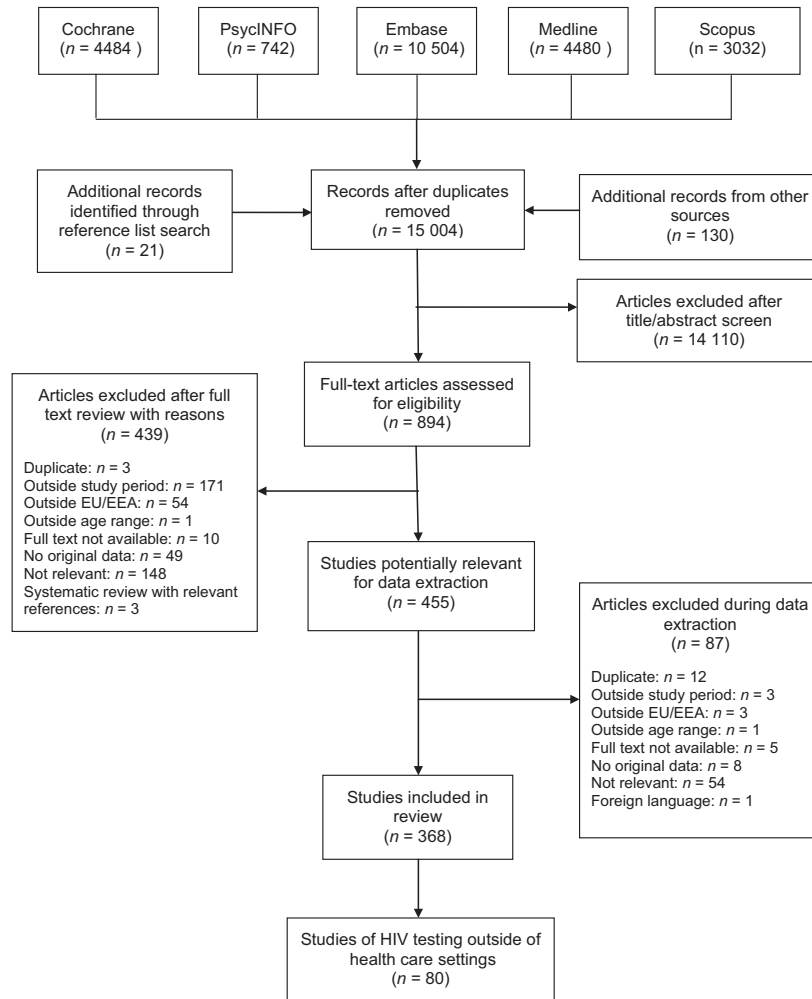 Cochrane
(n = 4484 )
PsycINFO
(n = 742)
Embase
(n = 10 504)
Medline
(n = 4480 )
Scopus
(n = 3032)
Additional records
identified through
reference list search
(n = 21)
Records after duplicates
removed
(n = 15 004)
Additional records from other
sources
(n = 130)
Articles excluded after
title/abstract screen
(n = 14 110)
Full-text articles assessed
for eligibility
(n = 894)
Articles excluded after full
text review with reasons
(n = 439)
Duplicate: n = 3
Outside study period: n = 171
Outside EU/EEA: n = 54
Outside age range: n = 1
Full text not available: n = 10
No original data: n = 49
Not relevant: n = 148
Systematic review with relevant
references: n = 3
Studies potentially relevant
for data extraction
(n = 455)
Articles excluded during data
extraction
(n = 87)
Duplicate: n = 12
Outside study period: n = 3
Outside EU/EEA: n = 3
Outside age range: n = 1
Full text not available: n = 5
No original data: n = 8
Not relevant: n = 54
Foreign language: n = 1
Studies included in
review
(n = 368)
Studies of HIV testing outside of
health care settings
(n = 80)